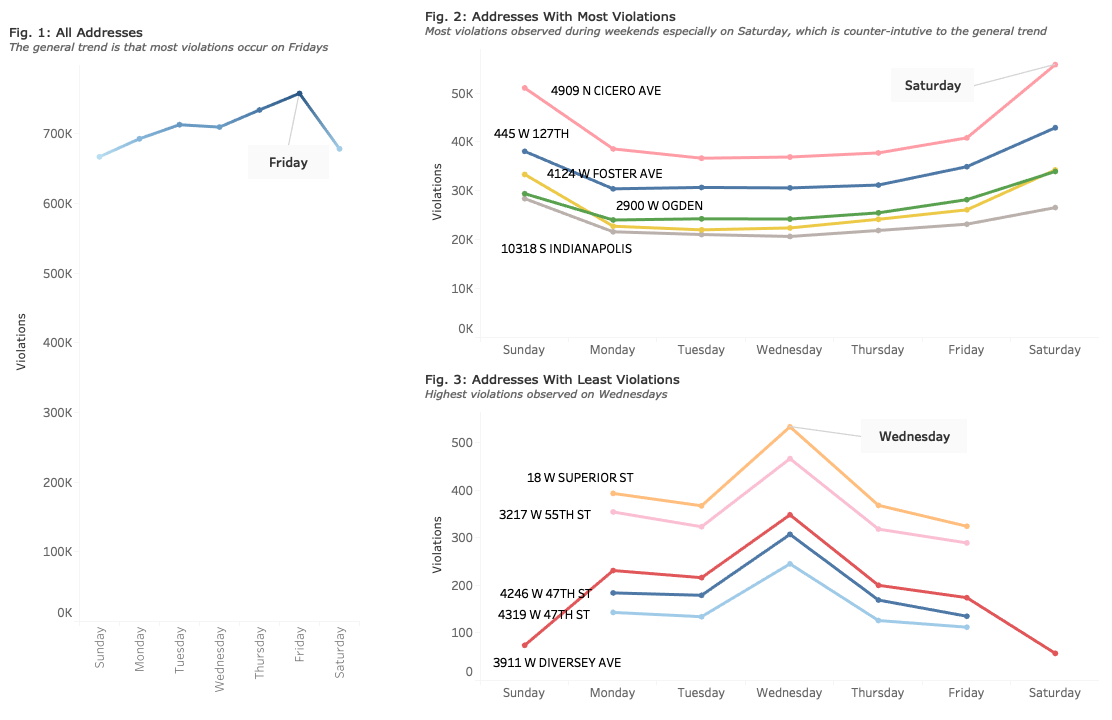 Fig. 1: All Addresses
The general trend is that most violations occur on Fridays
700K
600K
500K
400K
300K
200K
100K
0K
Violations
Friday
Sunday
Monday
Tuesday
Wednesday
Thursday
Friday
Saturday
Fig. 2: Addresses With Most Violations
Most violations observed during weekends especially on Saturday, which is counter-intutive to the general trend
50K
40K
30K
20K
10K
0K
Violations
4909 N CICERO AVE
Saturday
445 W 127TH
4124 W FOSTER AVE
2900 W OGDEN
10318 S INDIANAPOLIS
Sunday Monday Tuesday Wednesday Thursday Friday Saturday
Fig. 3: Addresses With Least Violations
Highest violations observed on Wednesdays
500
400
300
200
100
0
Violations
Wednesday
18 W SUPERIOR ST
3217 W 55TH ST
4246 W 47TH ST
4319 W 47TH ST
3911 W DIVERSEY AVE
Sunday Monday Tuesday Wednesday Thursday Friday Saturday